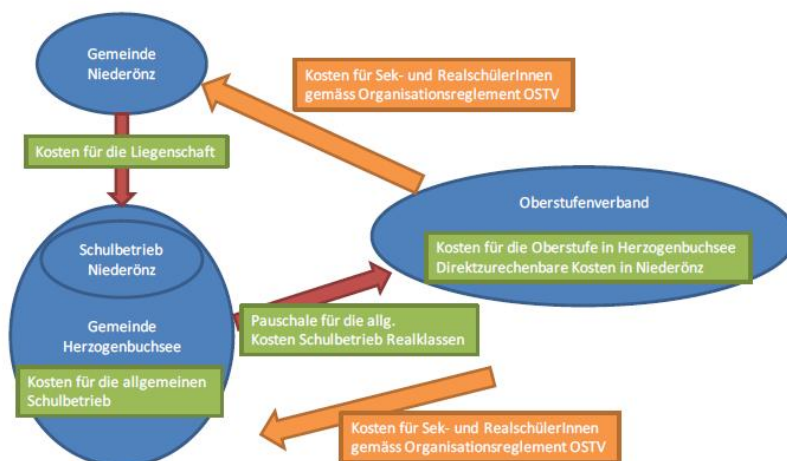 Gemeinde
Niederönz
Kosten für Sek- und RealschülerInnen
gemäss Organisationsreglement OSTV
Kosten für die Liegenschaft
Oberstufenverband
Kosten für die Oberstufe in Herzogenbuchsee
Direktzurechenbare Kosten in Niederönz
Schulbetrieb
Niederönz
Gemeinde
Herzogenbuchsee
Pauschale für die allg.
Kosten Schulbetrieb Realklassen
Kosten für die allgemeinen
Schulbetrieb
Kosten für Sek- und RealschülerInnen
gemäss Organisationsreglement OSTV